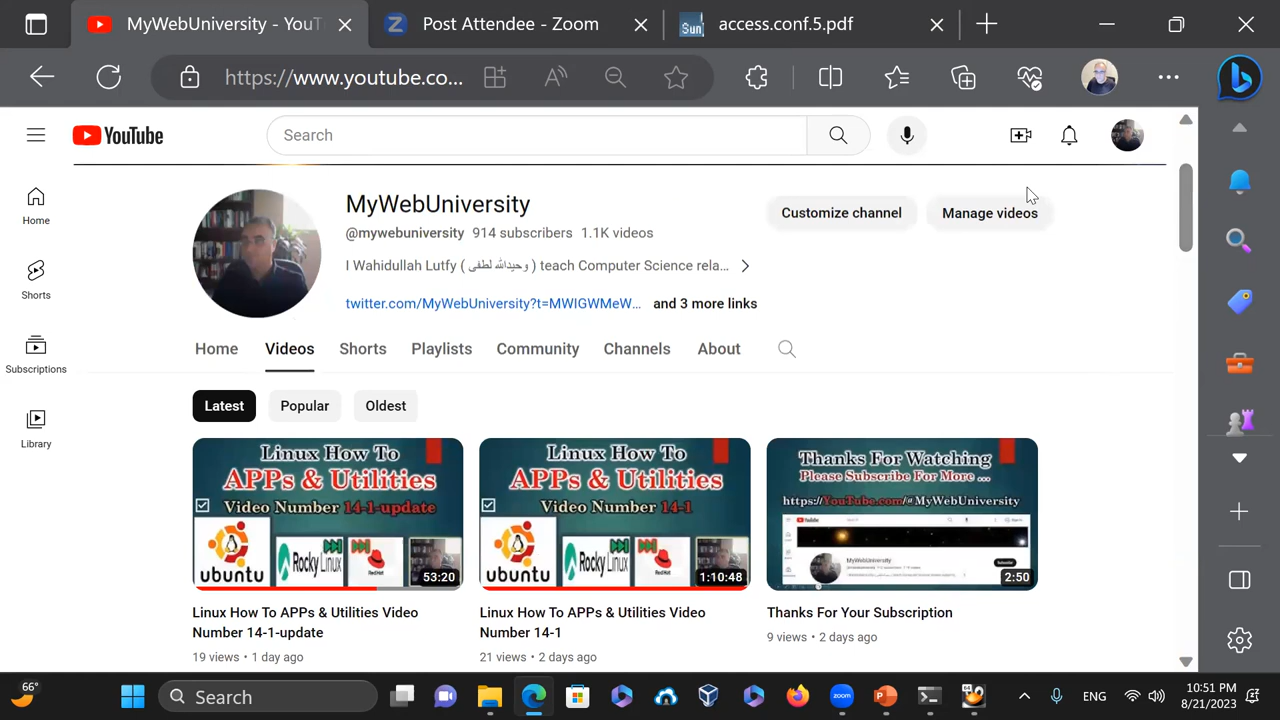 MyWebUniversity - YouT
Post Attendee - Zoom
Sun
access.conf.5.pdf
https://www.youtube.co...
YouTube
Search
Home
Shorts
Subscriptions
Library
MyWebUniversity
@mywebuniversity 914 subscribers 1.1K videos
I Wahidullah Lutfy ( وحیدالله لطفی ) teach Computer Science rela...
twitter.com/MyWebUniversity?t=MWIGWMeW... and 3 more links
Customize channel
Manage videos
Home Videos Shorts Playlists Community Channels About
Latest Popular Oldest
Linux How To
APPs & Utilities
Video Number 14-1-update
ubuntu
Rocky Linux
RedHat
53:20
Linux How To APPs & Utilities Video
Number 14-1-update
19 views • 1 day ago
Linux How To
APPs & Utilities
Video Number 14-1
ubuntu
Rocky Linux
RedHat
1:10:48
Linux How To APPs & Utilities Video
Number 14-1
21 views • 2 days ago
Thanks For Watching
Please Subscribe For More ...
https://YouTube.com/@MyWebUniversity
MyWebUniversity
2:50
Thanks For Your Subscription
9 views • 2 days ago
66°
Search
zoom
ENG
10:51 PM
8/21/2023